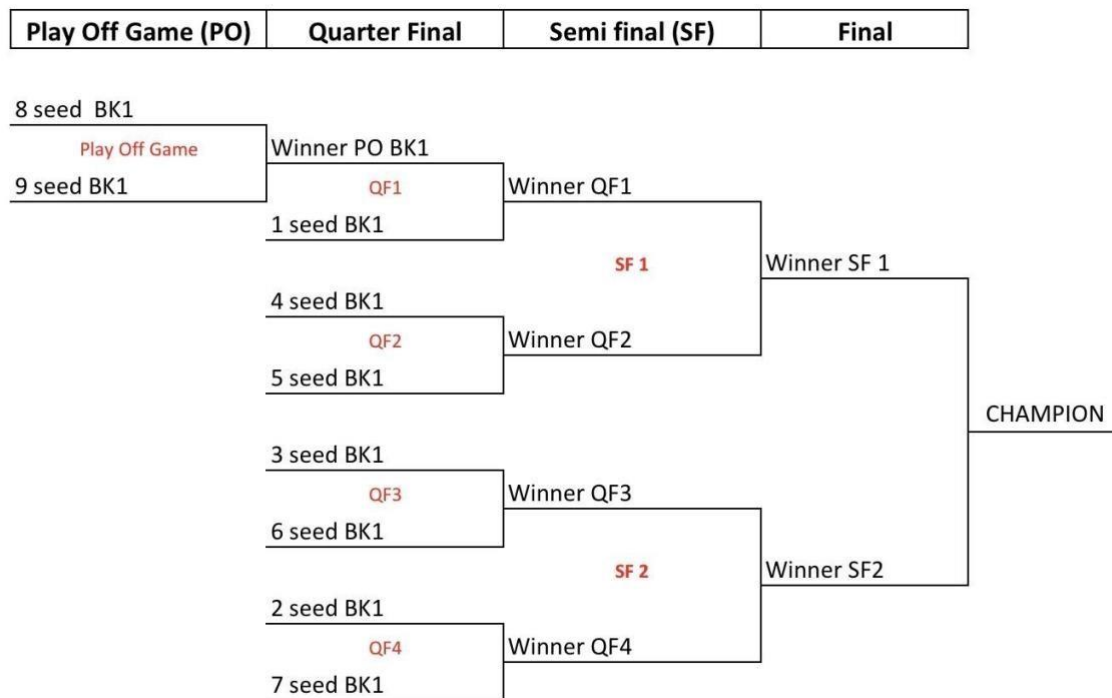 Play Off Game (PO) Quarter Final Semi final (SF) Final
8 seed  BK1
Play Off Game
9 seed BK1
Winner PO BK1
QF1
1 seed BK1
4 seed BK1
QF2
5 seed BK1
3 seed BK1
QF3
6 seed BK1
2 seed BK1
QF4
7 seed BK1
Winner QF1
SF 1
Winner QF2
Winner QF3
SF 2
Winner QF4
Winner SF 1
Winner SF2
CHAMPION